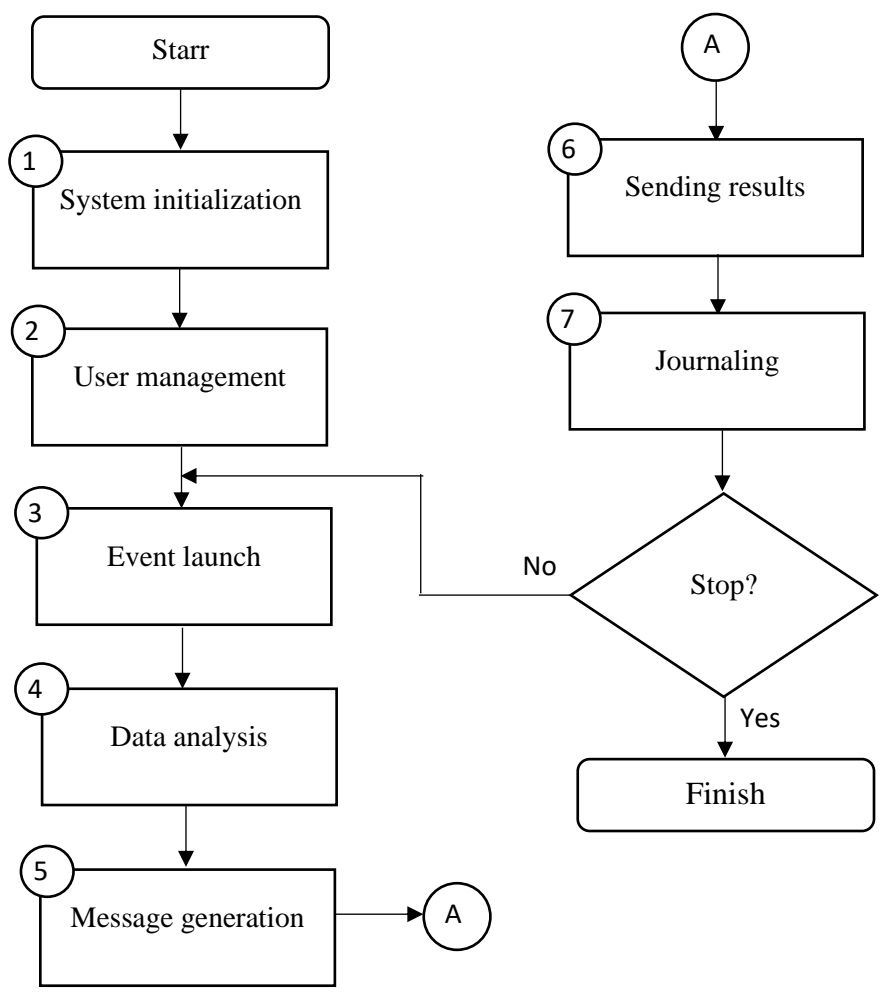 Starr
1
System initialization
2
User management
3
Event launch
4
Data analysis
5
Message generation
A
A
6
Sending results
7
Journaling
Stop?
No
Yes
Finish